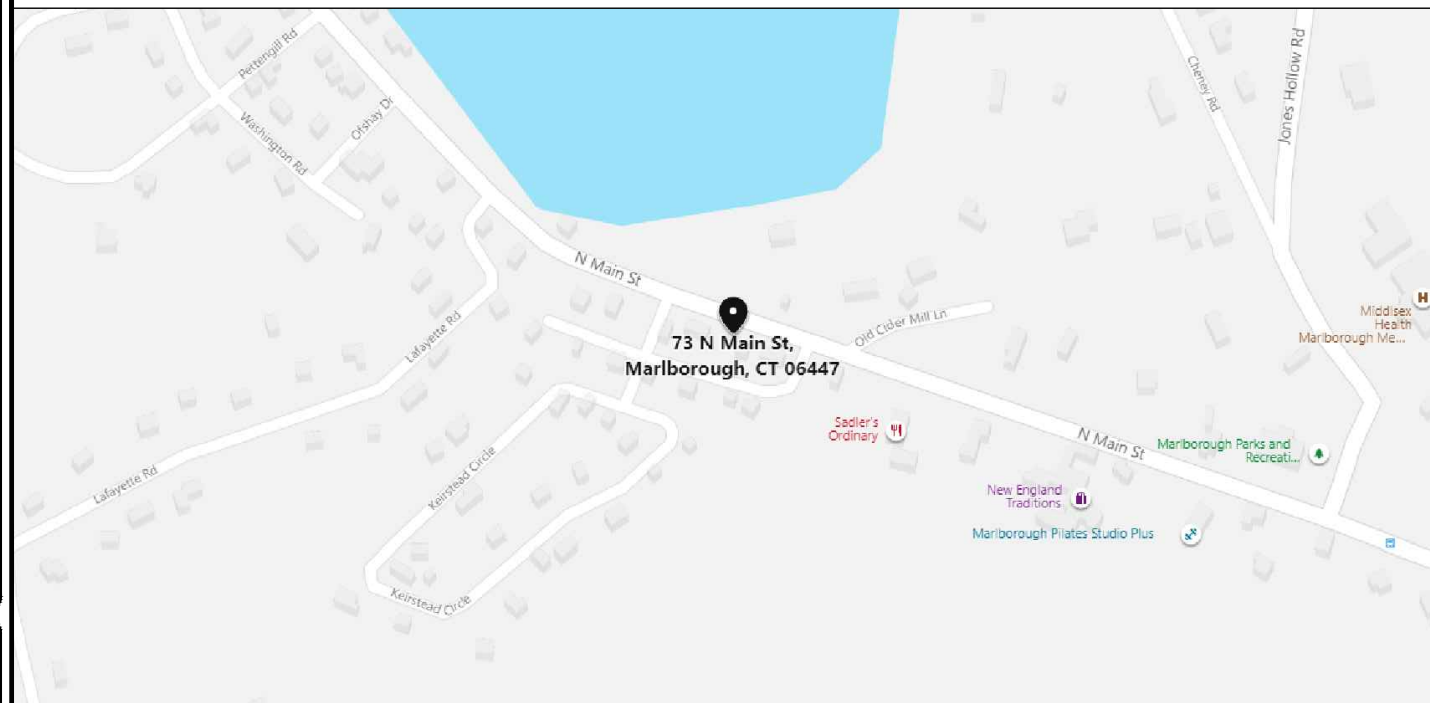 Pettengill Rd
Washington Rd
Ofshay Dr
Cheney Rd
Jones Hollow Rd
N Main St
Lafayette Rd
Old Cider Mill Ln
73 N Main St,
Marlborough, CT 06447
H
Middlsex
Health
Marlborough Me...
Sadler's
Ordinary
N Main St
Marlborough Parks and
Recreati...
Keirstead Circle
Lafayette Rd
New England
Traditions
Marlborough Pilates Studio Plus
Keirstead Circle